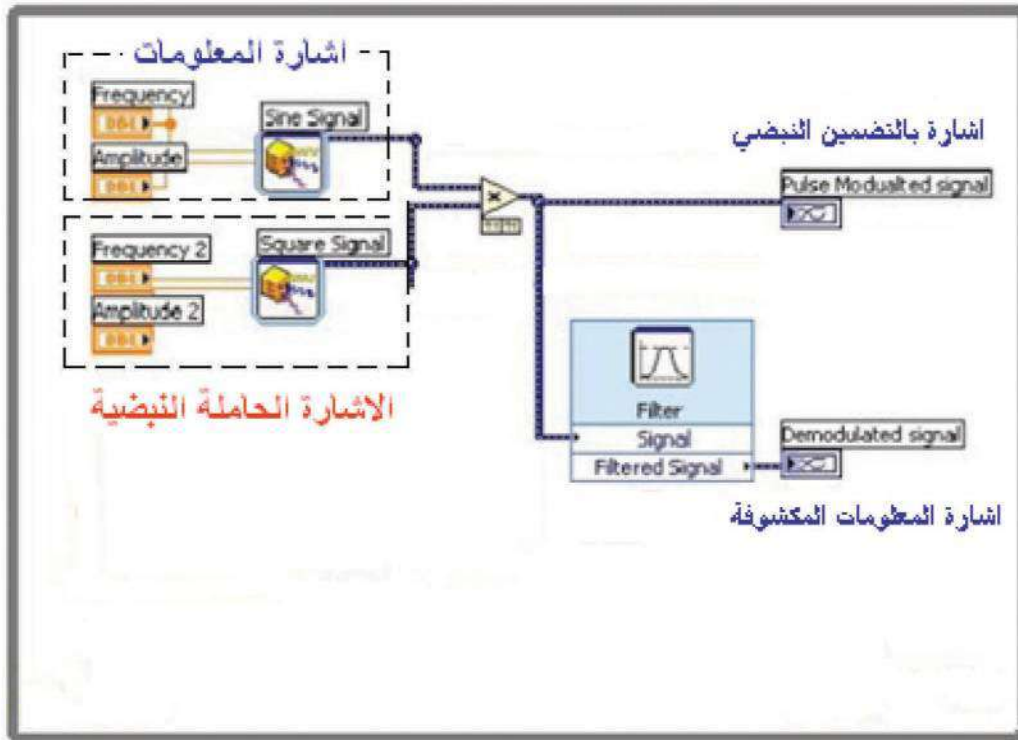 اشارة المعلومات
Frequency
Sine Signal
Amplitude
اشارة بالتضمين النبضي
Pulse Modualted signal
Frequency 2
Square Signal
Amplitude 2
الاشارة الحاملة النبضية
Filter
Signal
Filtered Signal
Demodulated signal
اشارة المعلومات المكشوفة